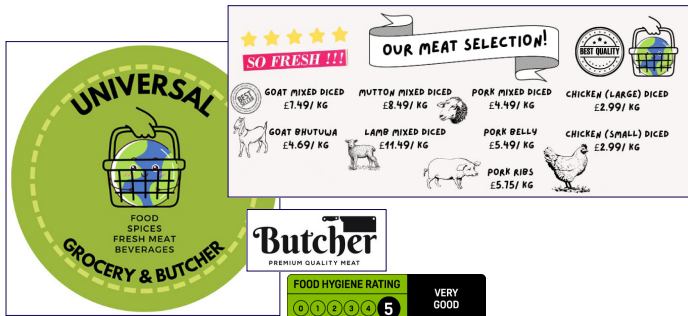 UNIVERSAL
FOOD
SPICES
FRESH MEAT
BEVERAGES
GROCERY & BUTCHER
SO FRESH !!!
OUR MEAT SELECTION!
BEST QUALITY
BEST
GOAT MIXED DICED
£7.49/ KG
MUTTON MIXED DICED
£8.49/ KG
PORK MIXED DICED
£4.49/ KG
CHICKEN (LARGE) DICED
£2.99/ KG
GOAT BHUTUWA
£4.69/ KG
LAMB MIXED DICED
£11.49/ KG
PORK BELLY
£5.49/ KG
CHICKEN (SMALL) DICED
£2.99/ KG
PORK RIBS
£5.75/ KG
Butcher
PREMIUM QUALITY MEAT
FOOD HYGIENE RATING
0 1 2 3 4 5
VERY
GOOD